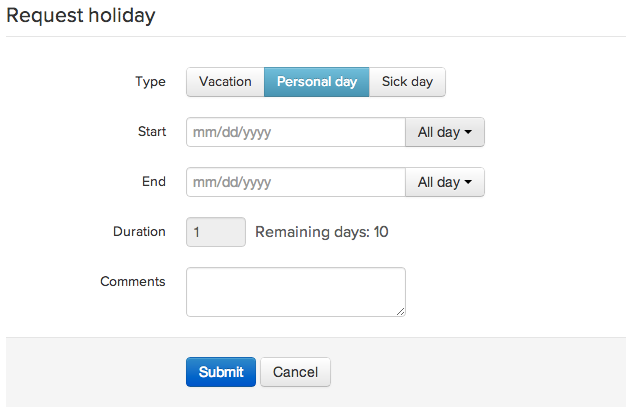 Request holiday
Type Vacation Personal day Sick day
Start mm/dd/yyyy All day
End mm/dd/yyyy All day
Duration 1 Remaining days: 10
Comments
Submit Cancel